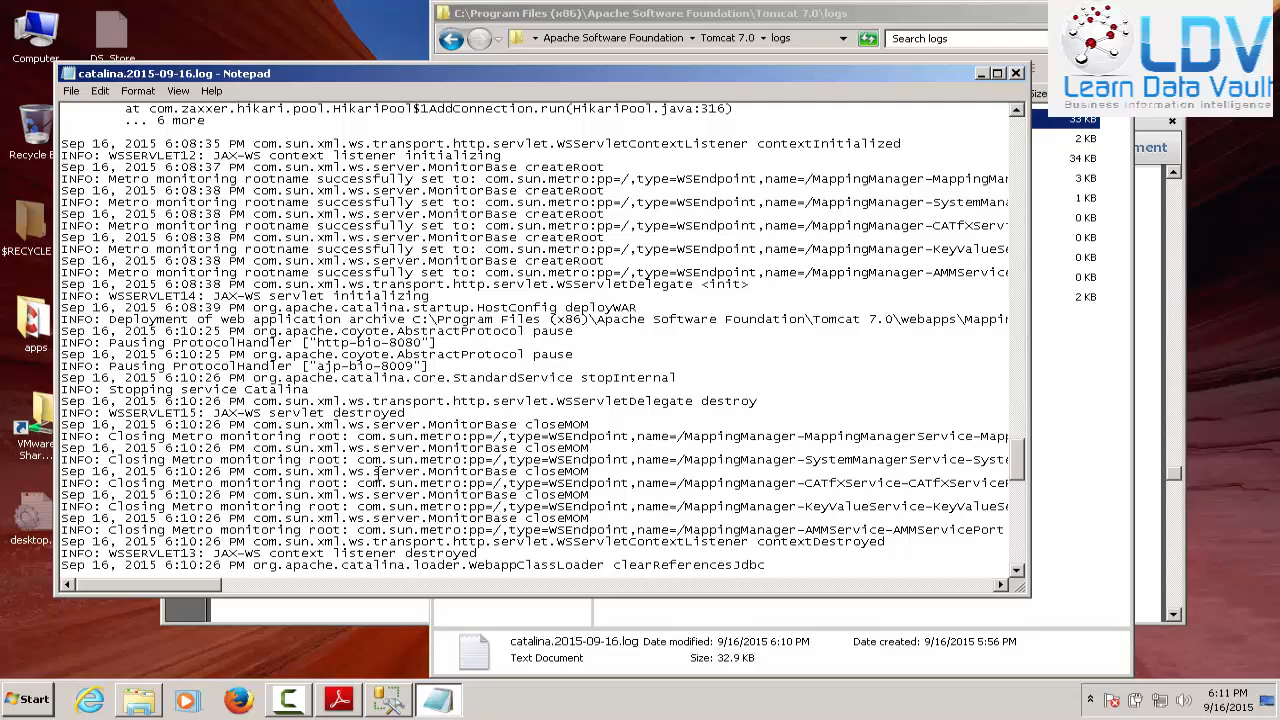 C:\Program Files (x86)\Apache Software Foundation\Tomcat 7.0\logs
Apache Software Foundation
Tomcat 7.0
logs
Search logs
LDV
Learn Data Vault
Business Information Intelligence
Computer
DS_Store
Recycle B
$RECYCLE
apps
VMware
Shar...
desktop.
catalina.2015-09-16.log - Notepad
File Edit Format View Help
at com.zaxxer.hikari.pool.HikariPool$1AddConnection.run(HikariPool.java:316)
... 6 more
Sep 16, 2015 6:08:35 PM com.sun.xml.ws.transport.http.servlet.WSServletContextListener contextInitialized
INFO: WSSERVLET12: JAX-WS context listener initializing
Sep 16, 2015 6:08:37 PM com.sun.xml.ws.server.MonitorBase createRoot
INFO: Metro monitoring rootname successfully set to: com.sun.metro:pp=/,type=WSEndpoint,name=/MappingManager-MappingMar
Sep 16, 2015 6:08:38 PM com.sun.xml.ws.server.MonitorBase createRoot
INFO: Metro monitoring rootname successfully set to: com.sun.metro:pp=/,type=WSEndpoint,name=/MappingManager-SystemMana
Sep 16, 2015 6:08:38 PM com.sun.xml.ws.server.MonitorBase createRoot
INFO: Metro monitoring rootname successfully set to: com.sun.metro:pp=/,type=WSEndpoint,name=/MappingManager-CATfXServi
Sep 16, 2015 6:08:38 PM com.sun.xml.ws.server.MonitorBase createRoot
INFO: Metro monitoring rootname successfully set to: com.sun.metro:pp=/,type=WSEndpoint,name=/MappingManager-KeyValueSe
Sep 16, 2015 6:08:38 PM com.sun.xml.ws.server.MonitorBase createRoot
INFO: Metro monitoring rootname successfully set to: com.sun.metro:pp=/,type=WSEndpoint,name=/MappingManager-AMMService
Sep 16, 2015 6:08:38 PM com.sun.xml.ws.transport.http.servlet.WSServletDelegate <init>
INFO: WSSERVLET14: JAX-WS servlet initializing
Sep 16, 2015 6:08:39 PM org.apache.catalina.startup.HostConfig deployWAR
INFO: Deployment of web application archive C:\Program Files (x86)\Apache Software Foundation\Tomcat 7.0\webapps\Mappin
Sep 16, 2015 6:10:25 PM org.apache.coyote.AbstractProtocol pause
INFO: Pausing ProtocolHandler ["http-bio-8080"]
Sep 16, 2015 6:10:25 PM org.apache.coyote.AbstractProtocol pause
INFO: Pausing ProtocolHandler ["ajp-bio-8009"]
Sep 16, 2015 6:10:26 PM org.apache.catalina.core.StandardService stopInternal
INFO: Stopping service Catalina
Sep 16, 2015 6:10:26 PM com.sun.xml.ws.transport.http.servlet.WSServletDelegate destroy
INFO: WSSERVLET15: JAX-WS servlet destroyed
Sep 16, 2015 6:10:26 PM com.sun.xml.ws.server.MonitorBase closeMOM
INFO: Closing Metro monitoring root: com.sun.metro:pp=/,type=WSEndpoint,name=/MappingManager-MappingManagerService-Mapp
Sep 16, 2015 6:10:26 PM com.sun.xml.ws.server.MonitorBase closeMOM
INFO: Closing Metro monitoring root: com.sun.metro:pp=/,type=WSEndpoint,name=/MappingManager-SystemManagerService-Syste
Sep 16, 2015 6:10:26 PM com.sun.xml.ws.server.MonitorBase closeMOM
INFO: Closing Metro monitoring root: com.sun.metro:pp=/,type=WSEndpoint,name=/MappingManager-CATfXService-CATfXServicef
Sep 16, 2015 6:10:26 PM com.sun.xml.ws.server.MonitorBase closeMOM
INFO: Closing Metro monitoring root: com.sun.metro:pp=/,type=WSEndpoint,name=/MappingManager-KeyValueService-KeyValueSe
Sep 16, 2015 6:10:26 PM com.sun.xml.ws.server.MonitorBase closeMOM
INFO: Closing Metro monitoring root: com.sun.metro:pp=/,type=WSEndpoint,name=/MappingManager-AMMService-AMMServicePort
Sep 16, 2015 6:10:26 PM com.sun.xml.ws.transport.http.servlet.WSServletContextListener contextDestroyed
INFO: WSSERVLET13: JAX-WS context listener destroyed
Sep 16, 2015 6:10:26 PM org.apache.catalina.loader.WebappClassLoader clearReferencesJdbc
Size
33 KB
2 KB
34 KB
3 KB
1 KB
0 KB
0 KB
0 KB
0 KB
2 KB
ment
catalina.2015-09-16.log Date modified: 9/16/2015 6:10 PM Date created: 9/16/2015 5:56 PM
Text Document Size: 32.9 KB
Start
6:11 PM
9/16/2015